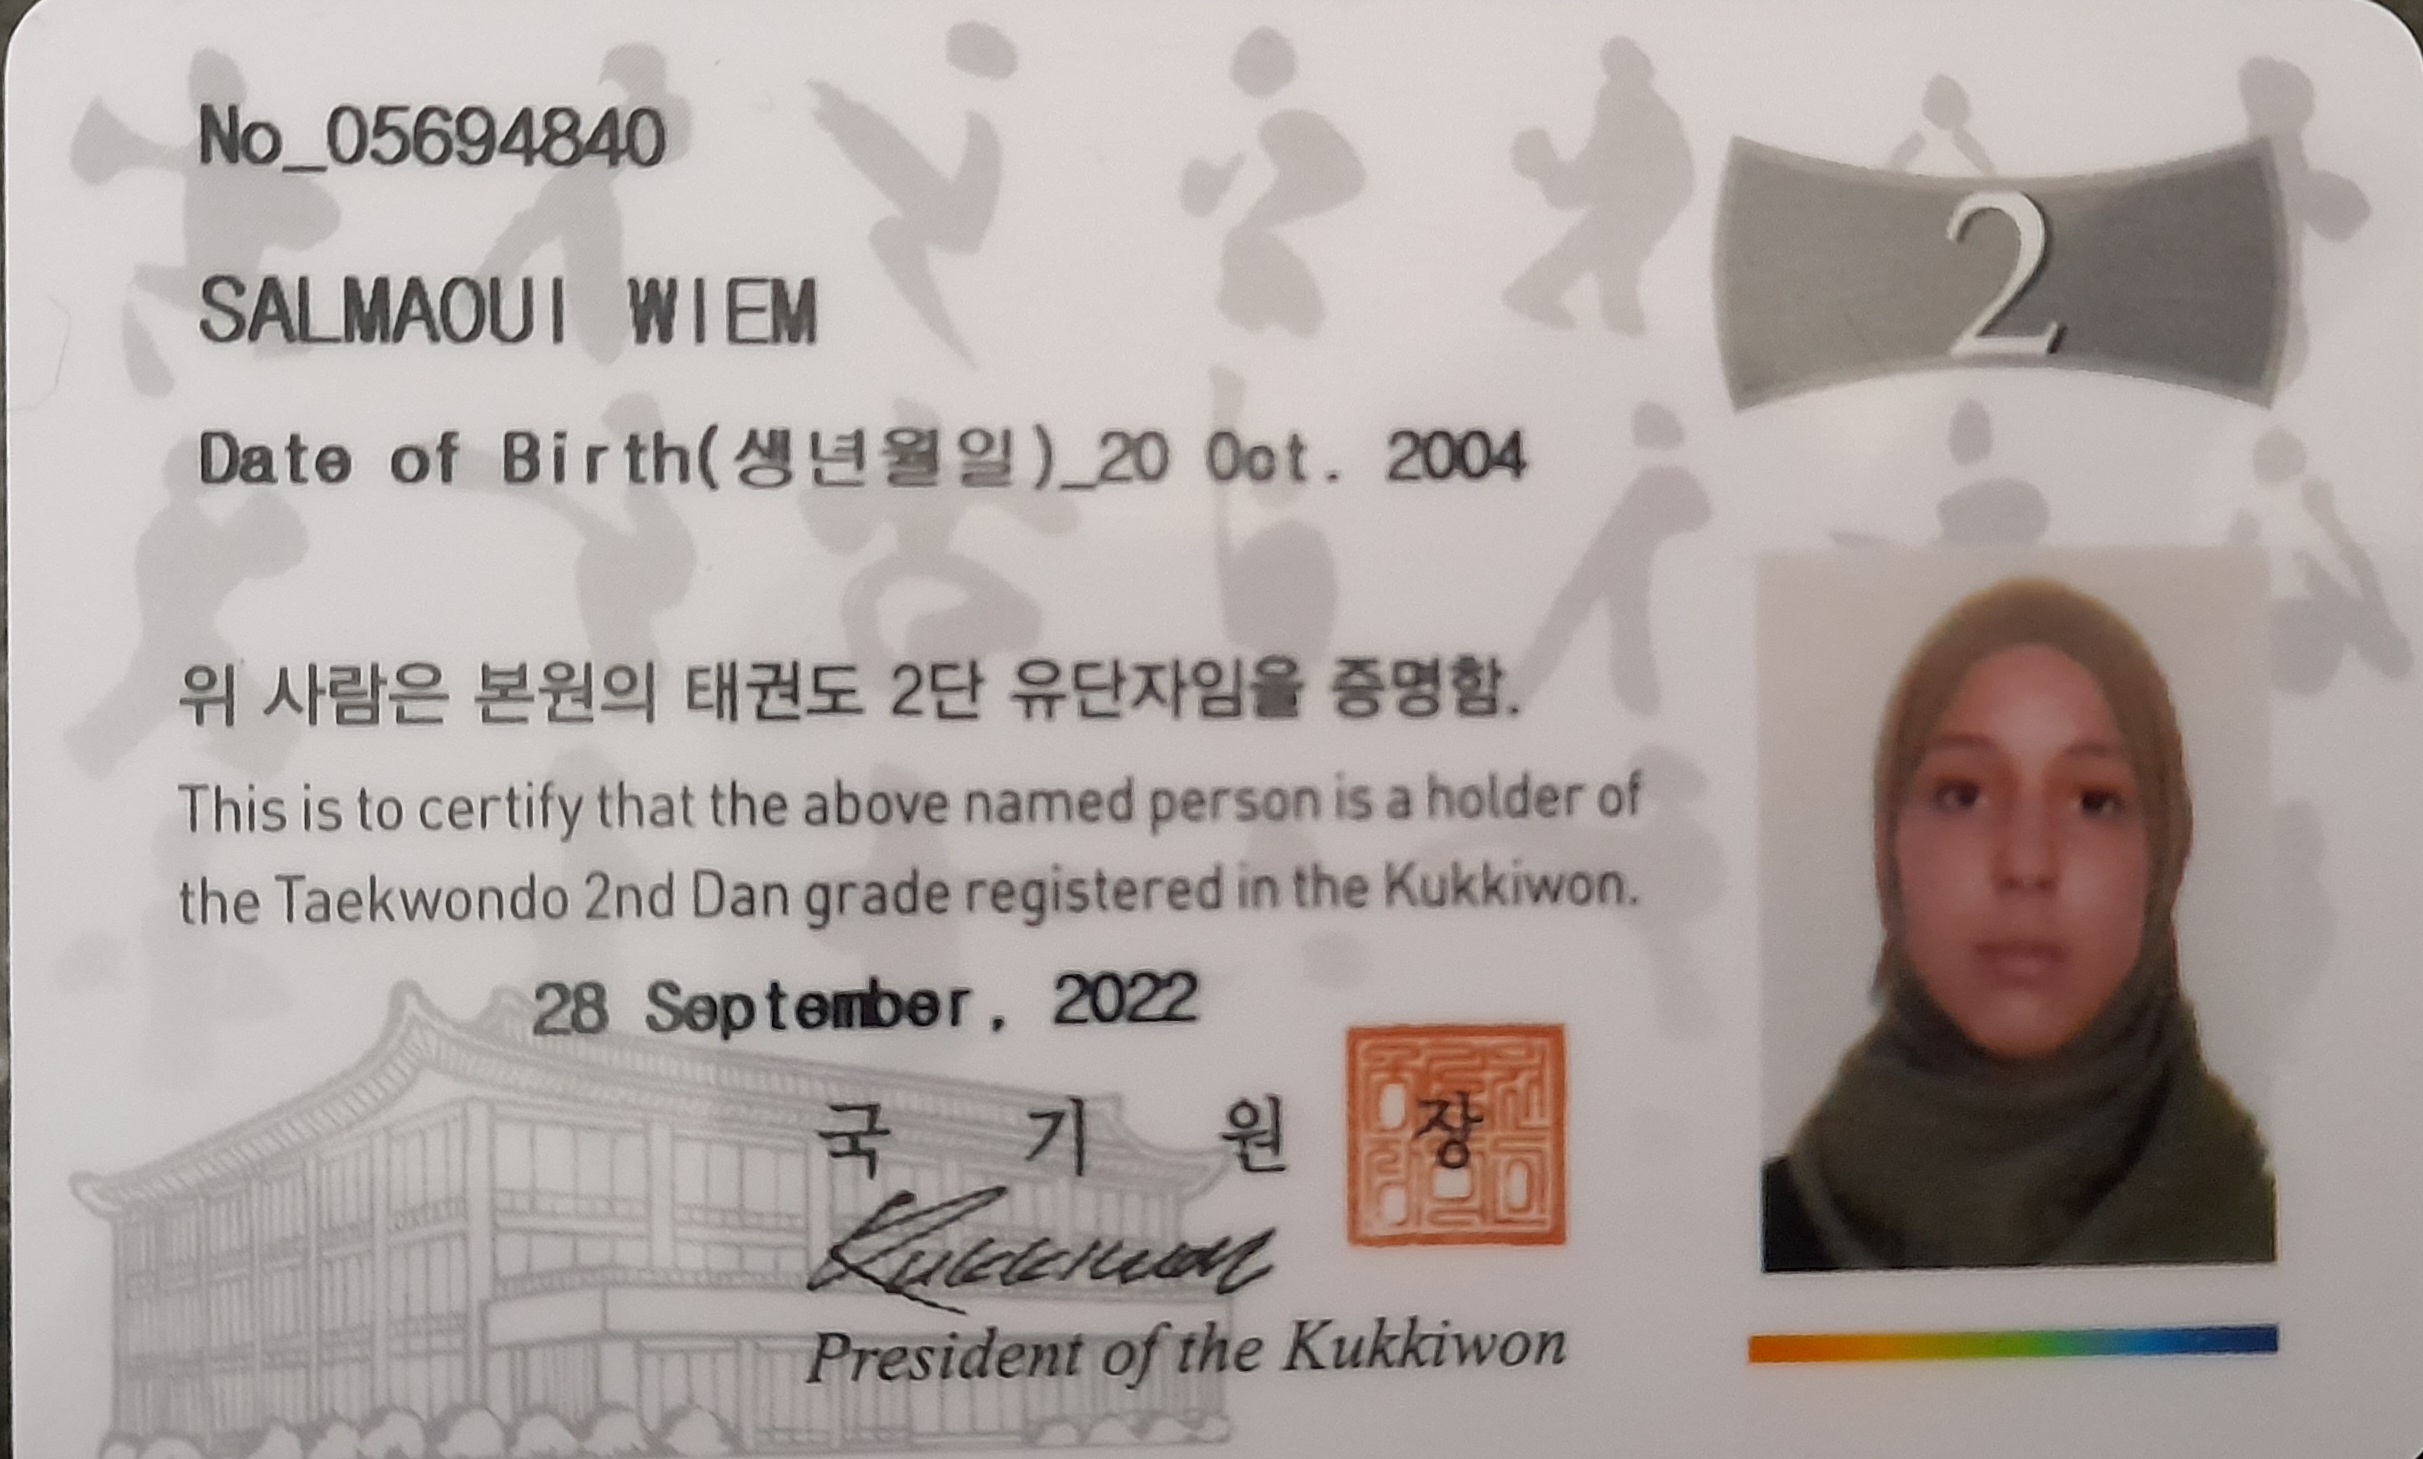 No_05694840
2
SALMAOUI WIEM
Date of Birth(생년월일)_20 Oct. 2004
위 사람은 본원의 태권도 2단 유단자임을 증명함.
This is to certify that the above named person is a holder of
the Taekwondo 2nd Dan grade registered in the Kukkiwon.
28 September, 2022
국 기 원 장
Kukkiwon
President of the Kukkiwon